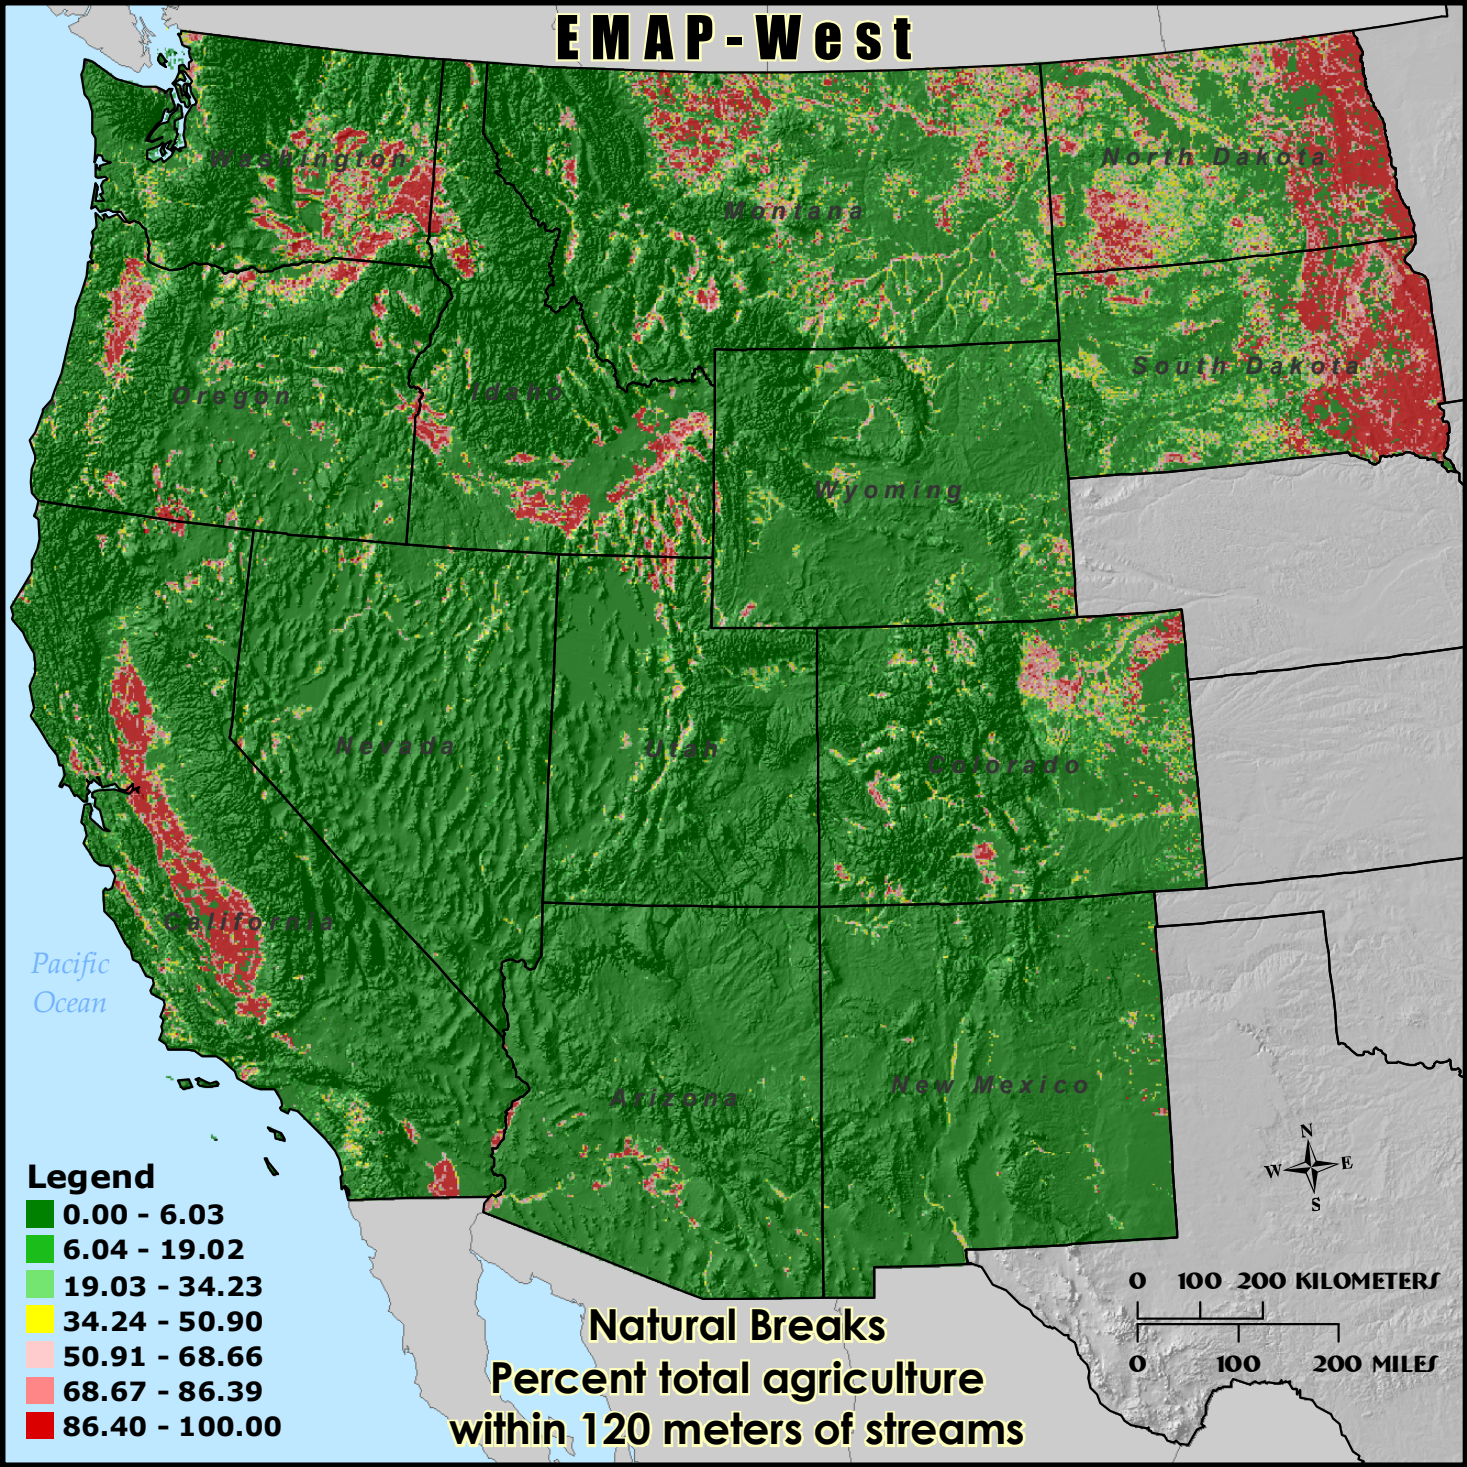 EMAP-West
Washington
North Dakota
Montana
South Dakota
Oregon
Idaho
Wyoming
Nevada
Utah
Colorado
California
Pacific
Ocean
Arizona
New Mexico
N
W E
S
Legend
0.00 - 6.03
6.04 - 19.02
19.03 - 34.23
34.24 - 50.90
50.91 - 68.66
68.67 - 86.39
86.40 - 100.00
0 100 200 KILOMETERS
0 100 200 MILES
Natural Breaks
Percent total agriculture
within 120 meters of streams